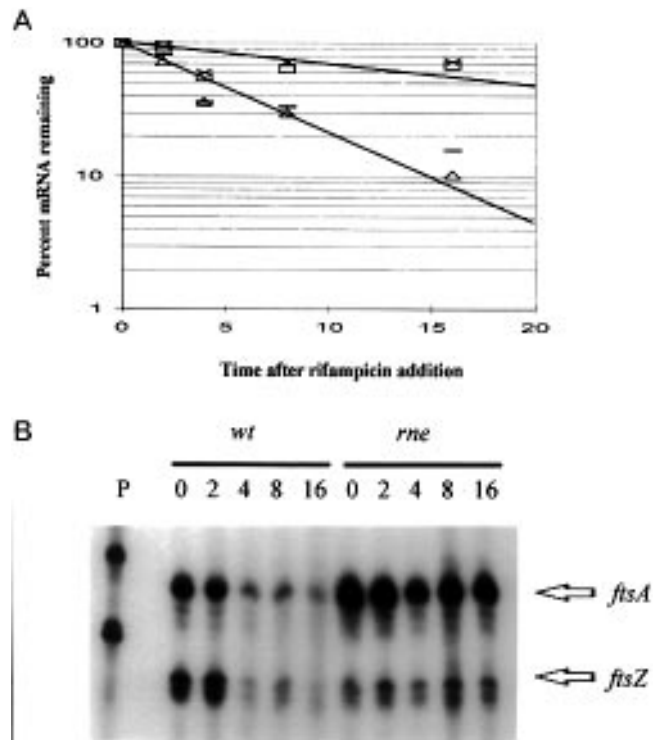 A
100
10
1
Percent mRNA remaining
0 5 10 15 20
Time after rifampicin addition
B
wt rne
P 0 2 4 8 16 0 2 4 8 16
ftsA
ftsZ